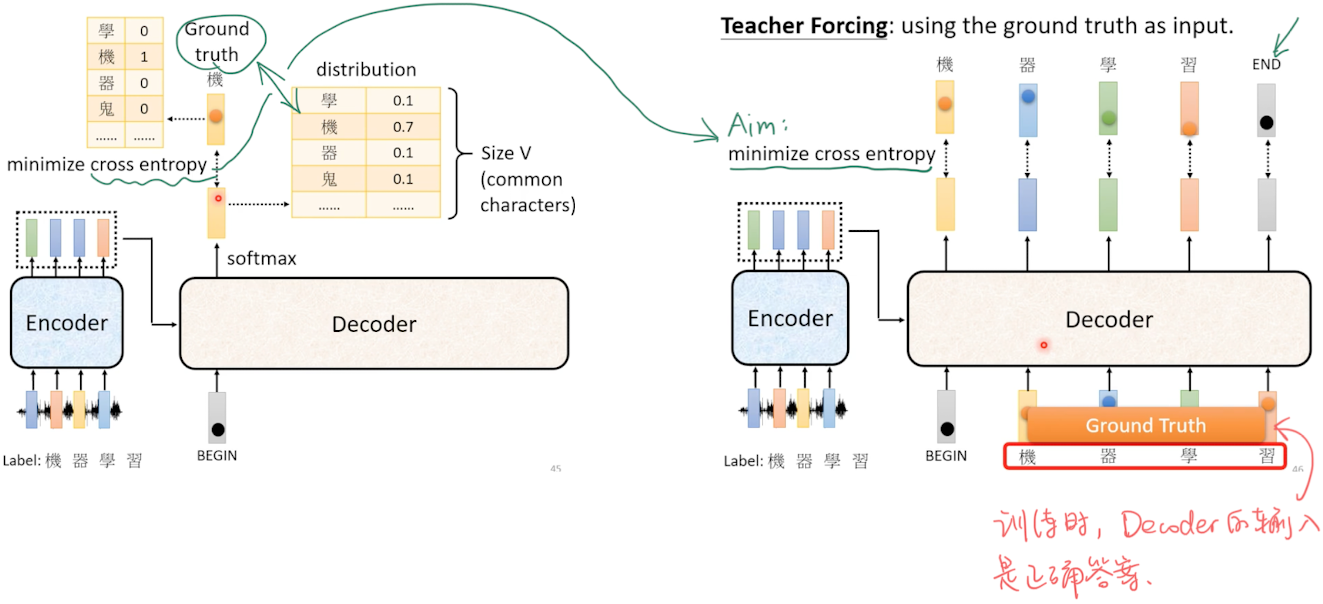 學 0
機 1
器 0
鬼 0
...... ......
Ground
truth
機
distribution
學 0.1
機 0.7
器 0.1
鬼 0.1
...... ......
Size V
(common
characters)
minimize cross entropy
softmax
Encoder
Decoder
BEGIN
Label: 機 器 學 習
45
Teacher Forcing: using the ground truth as input.
機 器 學 習 END
Aim:
minimize cross entropy
Encoder
Decoder
Ground Truth
Label: 機 器 學 習
BEGIN
機 器 學 習
46
训练时, Decoder的输入
是正确答案.